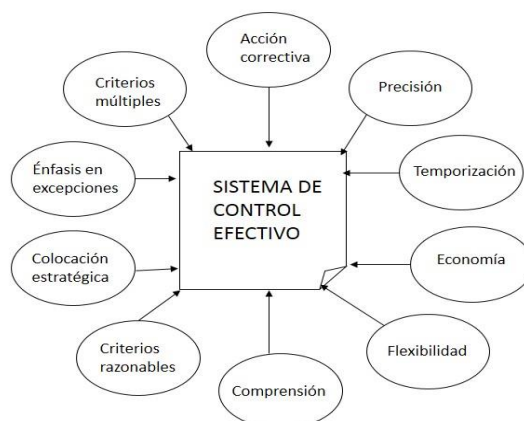 Acción
correctiva
Precisión
Temporización
Economía
Flexibilidad
Comprensión
Criterios
razonables
Colocación
estratégica
Énfasis en
excepciones
Criterios
múltiples
SISTEMA DE
CONTROL
EFECTIVO